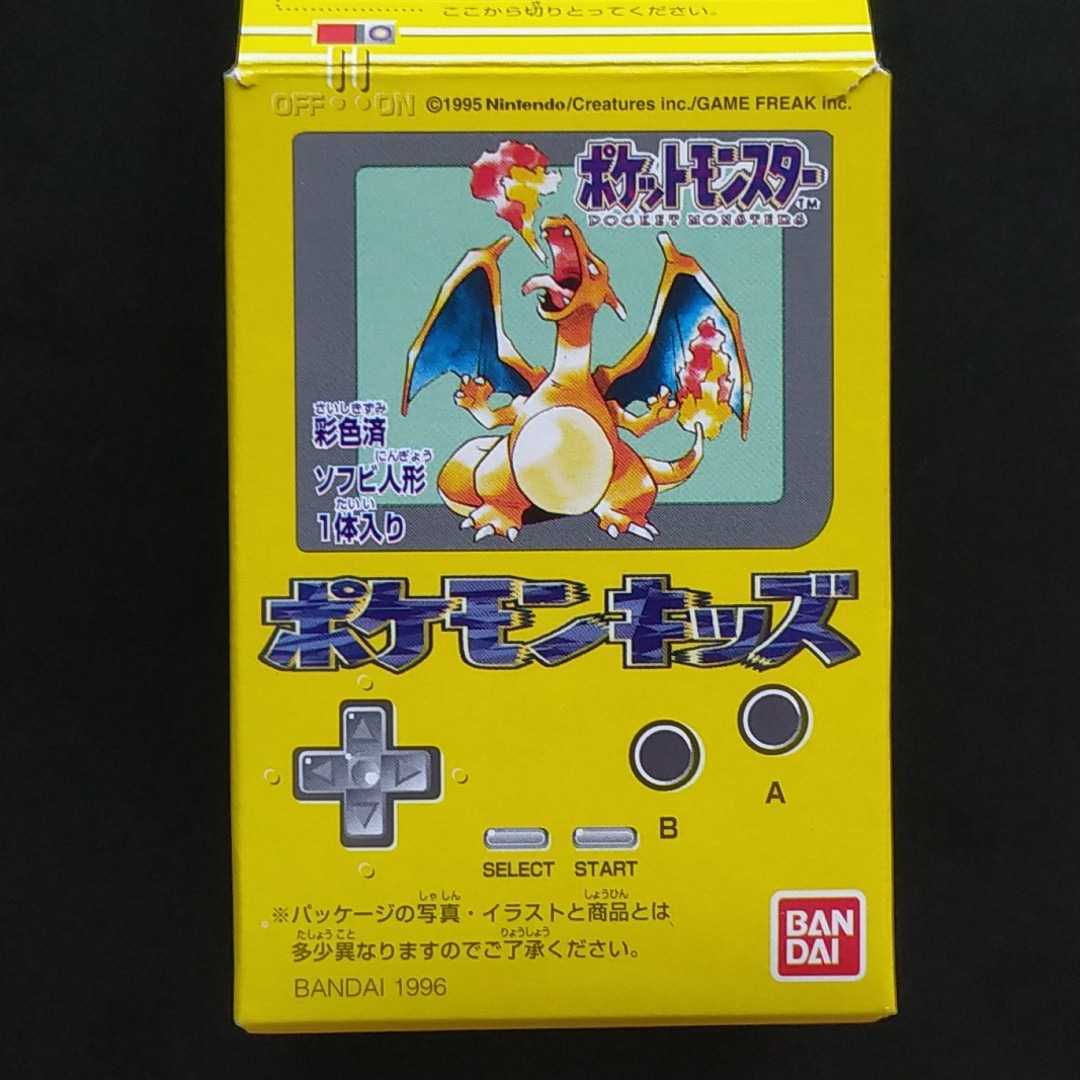 ここから切りとってください。
OFF・・ON ©1995 Nintendo/Creatures inc./GAME FREAK inc.
ポケットモンスター
TM
POCKET MONSTERS
さいしきずみ
彩色済
にんぎょう
ソフビ人形
たいい
1体入り
ポケモンキッズ
A
B
SELECT START
しゃしん しょうひん
※パッケージの写真・イラストと商品とは
たしょうこと りょうしょう
多少異なりますのでご了承ください。
BANDAI 1996
BAN
DAI